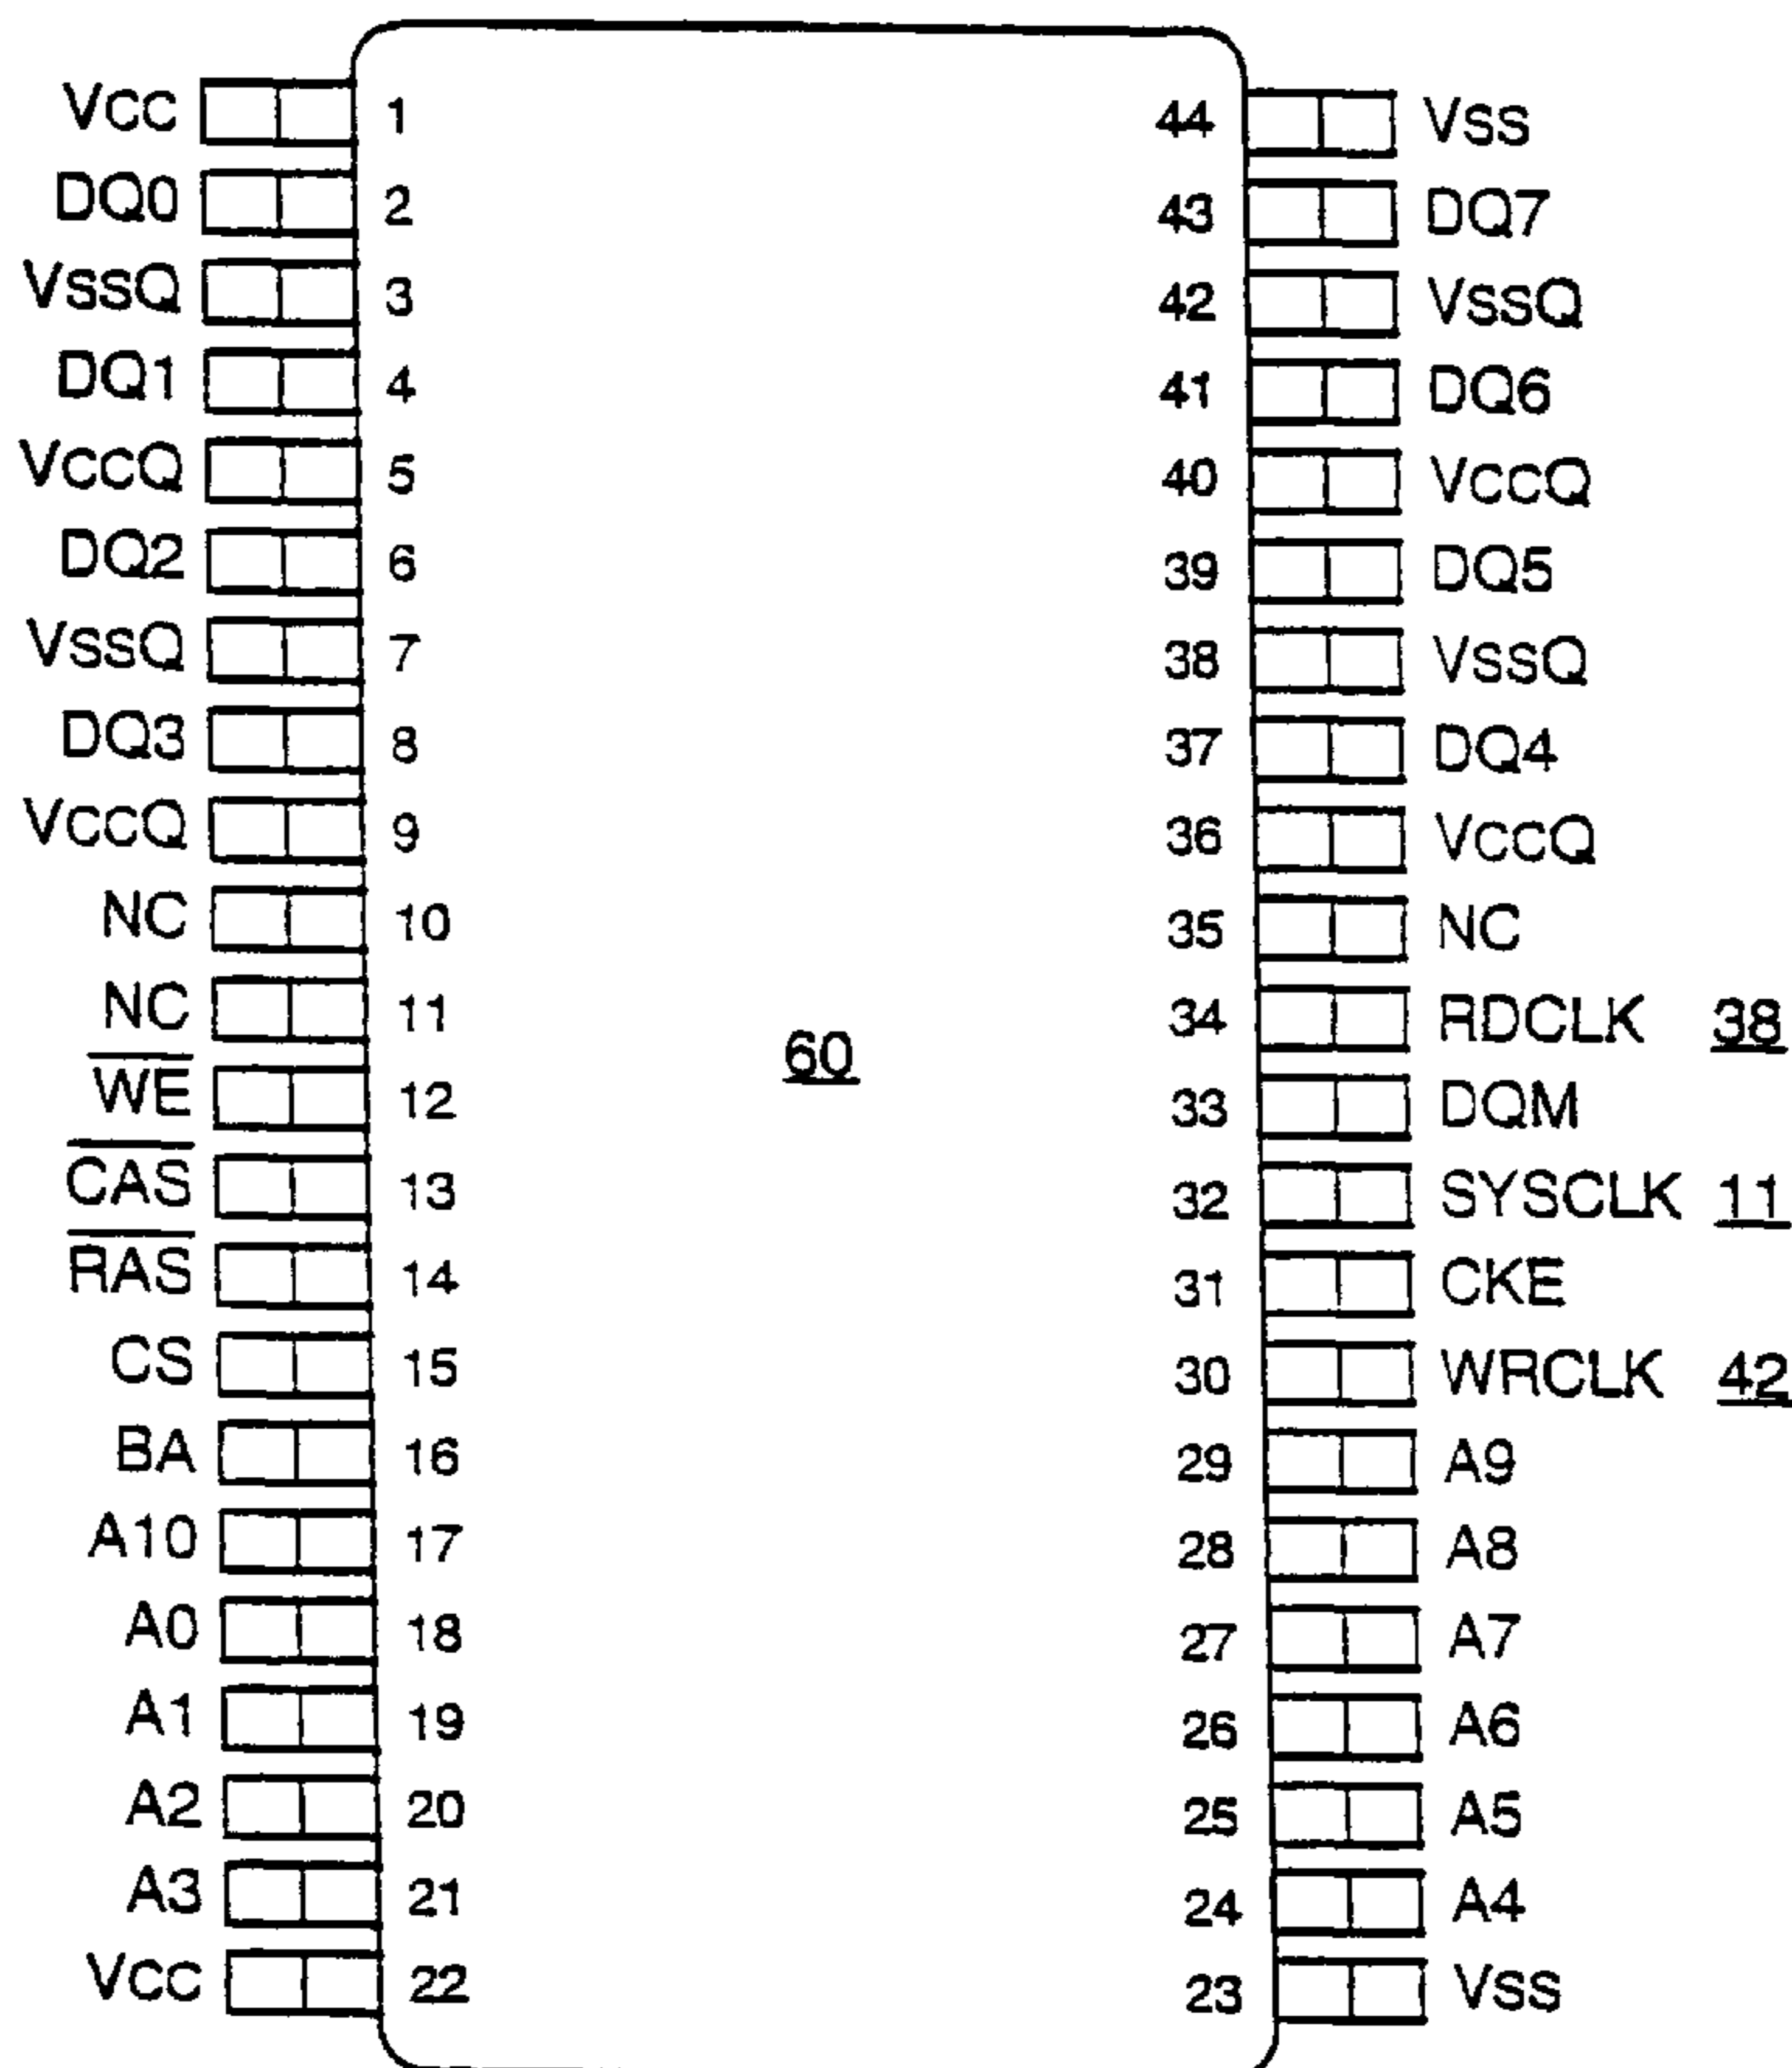 VCC 1 44 VSS
DQ0 2 43 DQ7
VSSQ 3 42 VSSQ
DQ1 4 41 DQ6
VCCQ 5 40 VCCQ
DQ2 6 39 DQ5
VSSQ 7 38 VSSQ
DQ3 8 37 DQ4
VCCQ 9 36 VCCQ
NC 10 35 NC
NC 11 34 RDCLK 38
60
W̅E̅ 12 33 DQM
C̅A̅S̅ 13 32 SYSCLK 11
R̅A̅S̅ 14 31 CKE
CS 15 30 WRCLK 42
BA 16 29 A9
A10 17 28 A8
A0 18 27 A7
A1 19 26 A6
A2 20 25 A5
A3 21 24 A4
VCC 22 23 VSS